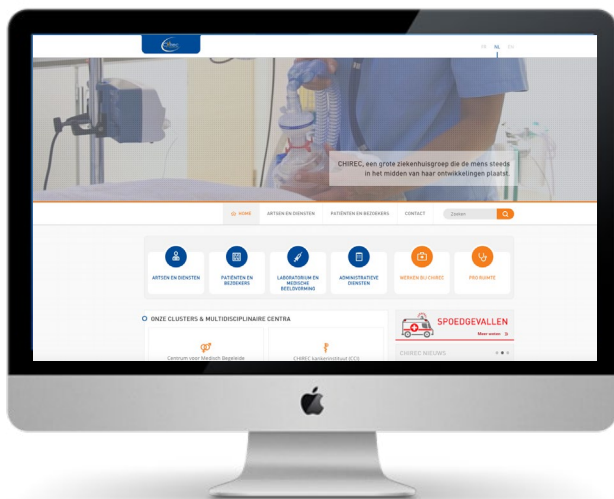 Chirec
FR NL EN
CHIREC, een grote ziekenhuisgroep die de mens steeds
in het midden van haar ontwikkelingen plaatst.
HOME ARTSEN EN DIENSTEN PATIËNTEN EN BEZOEKERS CONTACT Zoeken
ARTSEN EN DIENSTEN
PATIËNTEN EN
BEZOEKERS
LABORATORIUM EN
MEDISCHE
BEELDVORMING
ADMINISTRATIEVE
DIENSTEN
WERKEN BIJ CHIREC
PRO RUIMTE
ONZE CLUSTERS & MULTIDISCIPLINAIRE CENTRA
Centrum voor Medisch Begeleide
CHIREC kankerinstituut (CCI)
SPOEDGEVALLEN
Meer weten
CHIREC NIEUWS